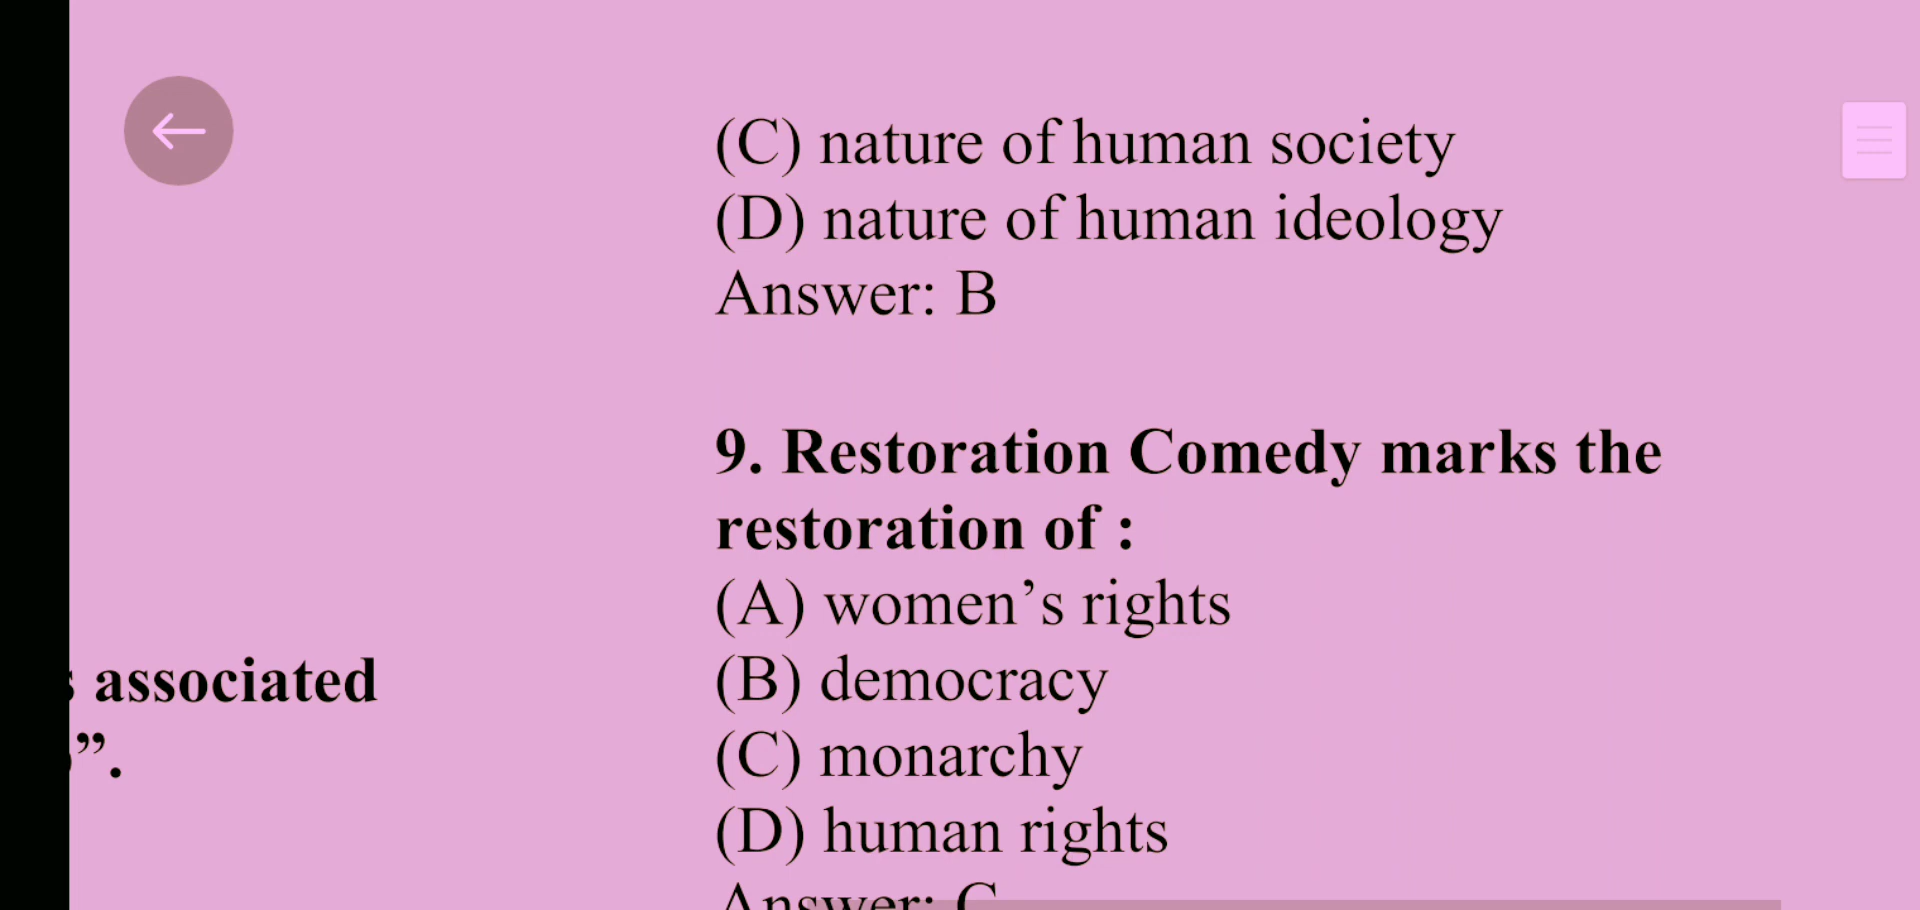 (C) nature of human society
(D) nature of human ideology
Answer: B
9. Restoration Comedy marks the
restoration of :
(A) women’s rights
(B) democracy
(C) monarchy
(D) human rights
Answer: C
associated
”.